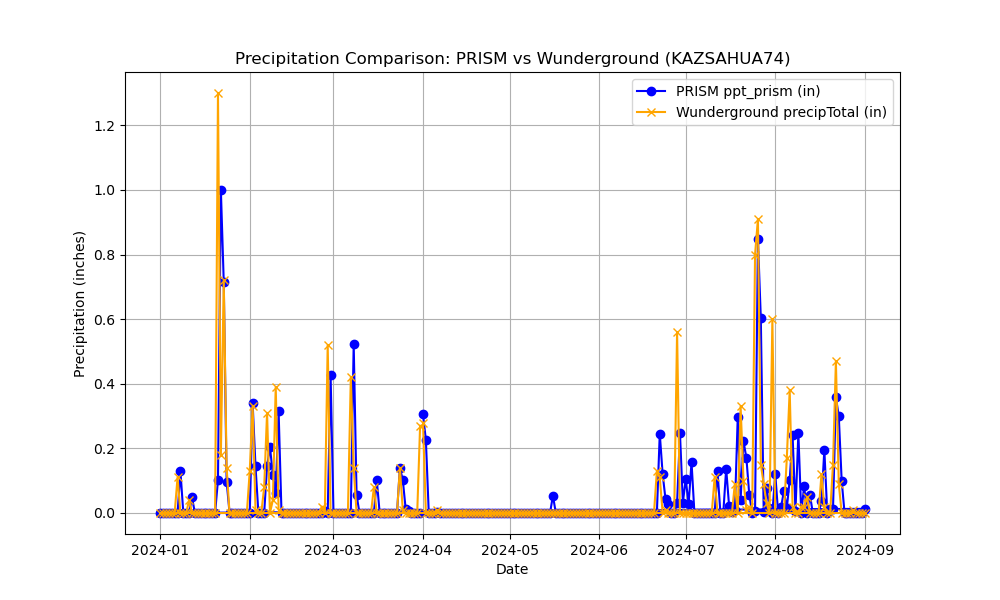 Precipitation Comparison: PRISM vs Wunderground (KAZSAHUA74)
PRISM ppt_prism (in)
Wunderground precipTotal (in)
Precipitation (inches)
1.2
1.0
0.8
0.6
0.4
0.2
0.0
2024-01 2024-02 2024-03 2024-04 2024-05 2024-06 2024-07 2024-08 2024-09
Date